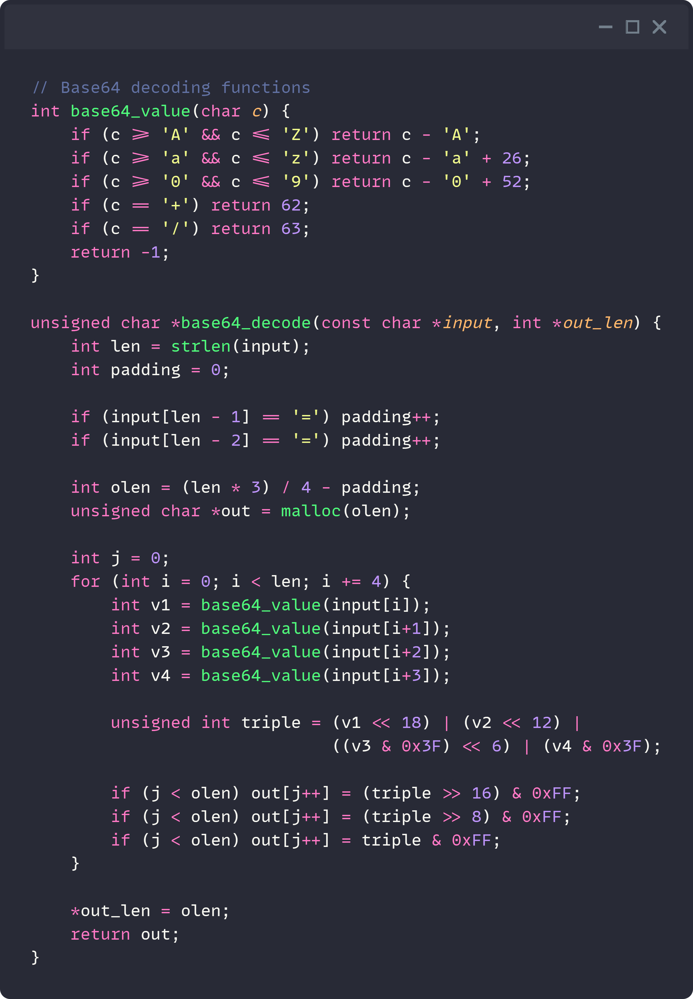 // Base64 decoding functions
int base64_value(char c) {
    if (c >= 'A' && c <= 'Z') return c - 'A';
    if (c >= 'a' && c <= 'z') return c - 'a' + 26;
    if (c >= '0' && c <= '9') return c - '0' + 52;
    if (c == '+') return 62;
    if (c == '/') return 63;
    return -1;
}

unsigned char *base64_decode(const char *input, int *out_len) {
    int len = strlen(input);
    int padding = 0;

    if (input[len - 1] == '=') padding++;
    if (input[len - 2] == '=') padding++;

    int olen = (len * 3) / 4 - padding;
    unsigned char *out = malloc(olen);

    int j = 0;
    for (int i = 0; i < len; i += 4) {
        int v1 = base64_value(input[i]);
        int v2 = base64_value(input[i+1]);
        int v3 = base64_value(input[i+2]);
        int v4 = base64_value(input[i+3]);

        unsigned int triple = (v1 << 18) | (v2 << 12) |
                              ((v3 & 0x3F) << 6) | (v4 & 0x3F);

        if (j < olen) out[j++] = (triple >> 16) & 0xFF;
        if (j < olen) out[j++] = (triple >> 8) & 0xFF;
        if (j < olen) out[j++] = triple & 0xFF;
    }

    *out_len = olen;
    return out;
}